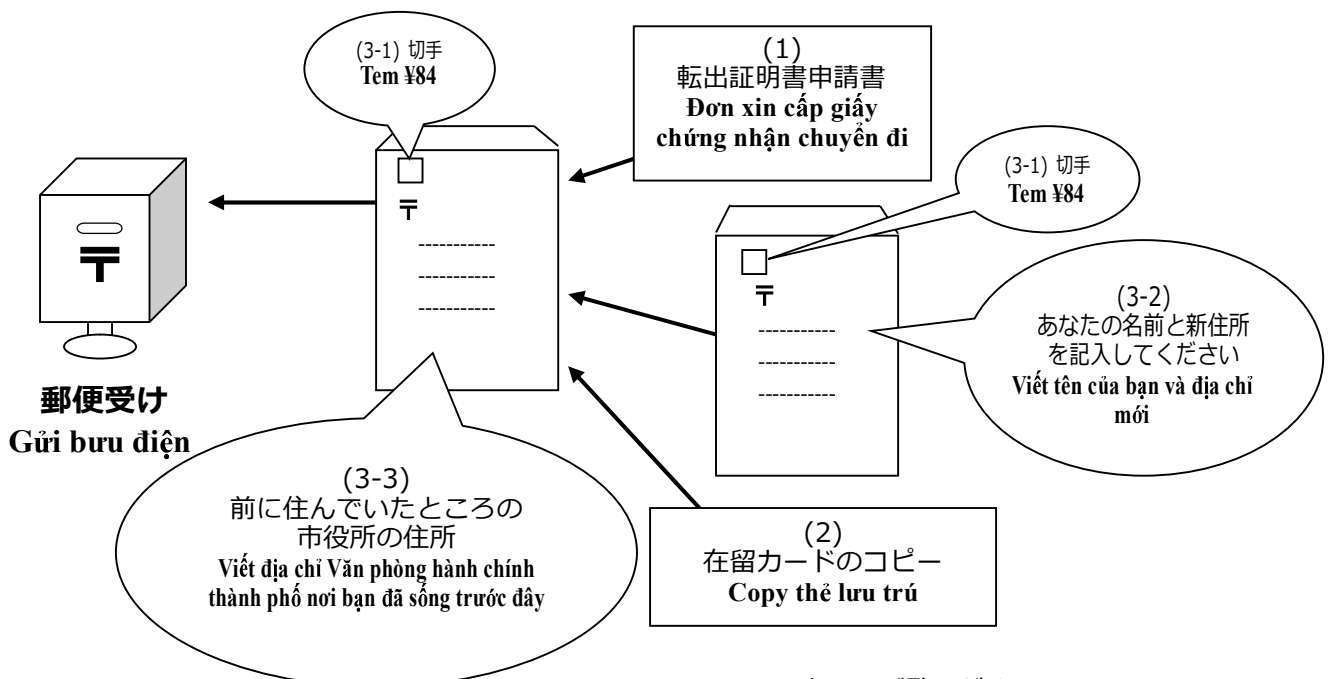 (3-1) 切手
Tem ¥84
(1)
転出証明書申請書
Đơn xin cấp giấy
chứng nhận chuyển đi
(3-1) 切手
Tem ¥84
〒
〒
〒
-----------
-----------
-----------
-----------
-----------
-----------
(3-2)
あなたの名前と新住所
を記入してください
Viết tên của bạn và địa chỉ
mới
郵便受け
Gửi bưu điện
(3-3)
前に住んでいたところの
市役所の住所
Viết địa chỉ Văn phòng hành chính
thành phố nơi bạn đã sống trước đây
(2)
在留カードのコピー
Copy thẻ lưu trú